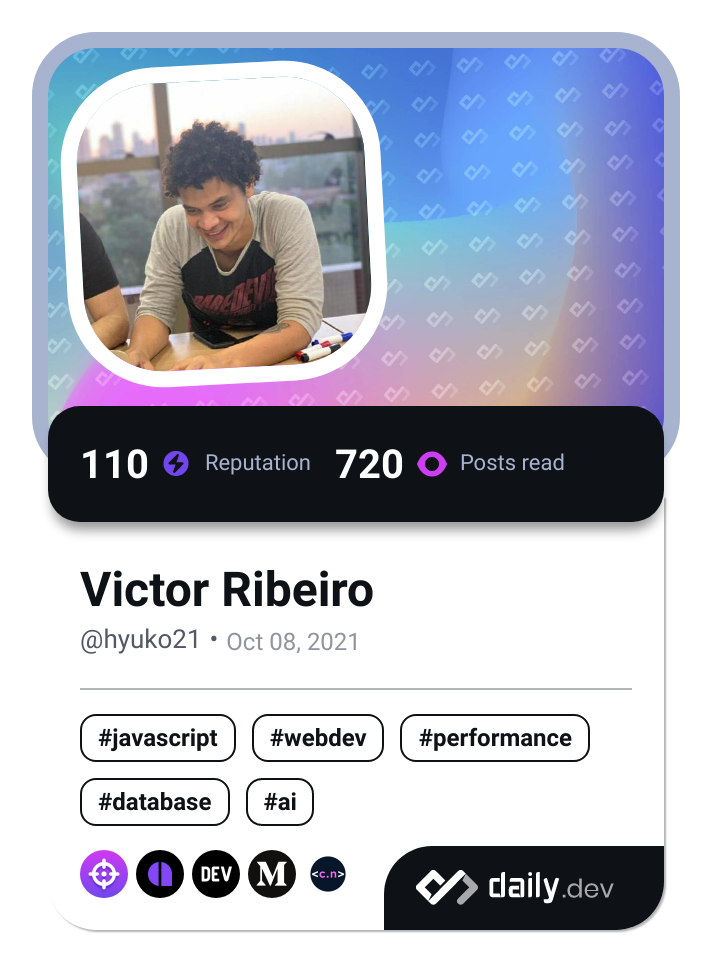 DAREDEVIL
110 Reputation 720 Posts read
Victor Ribeiro
@hyuko21 • Oct 08, 2021
#javascript #webdev #performance
#database #ai
DEV M <c.n>
daily.dev